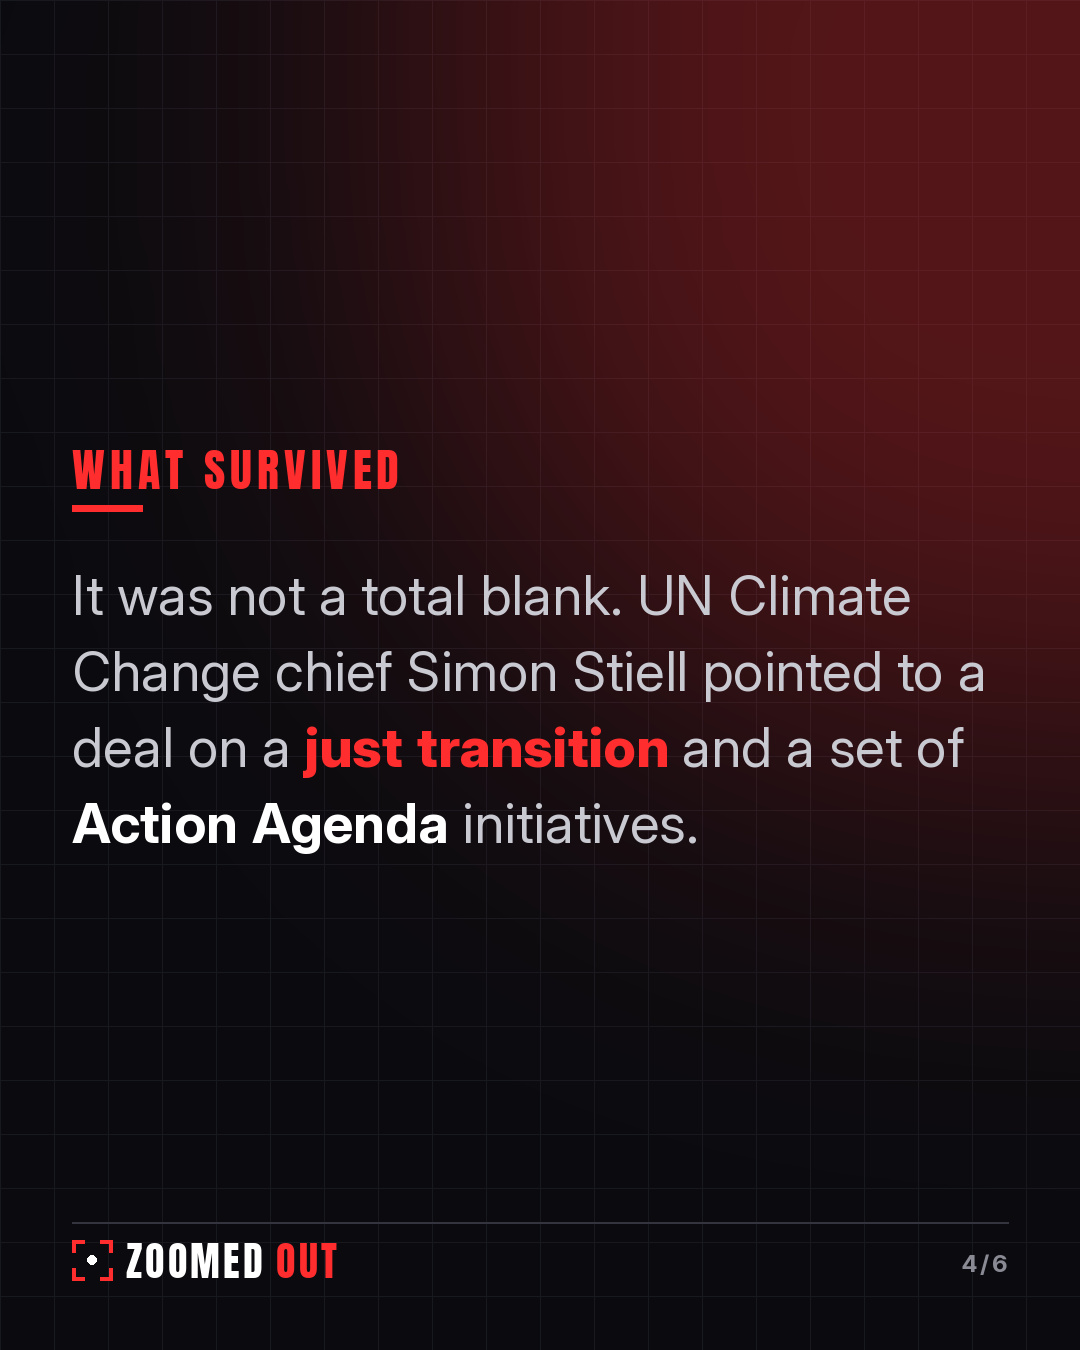 WHAT SURVIVED
It was not a total blank. UN Climate
Change chief Simon Stiell pointed to a
deal on a just transition and a set of
Action Agenda initiatives.
ZOOMED OUT
4/6